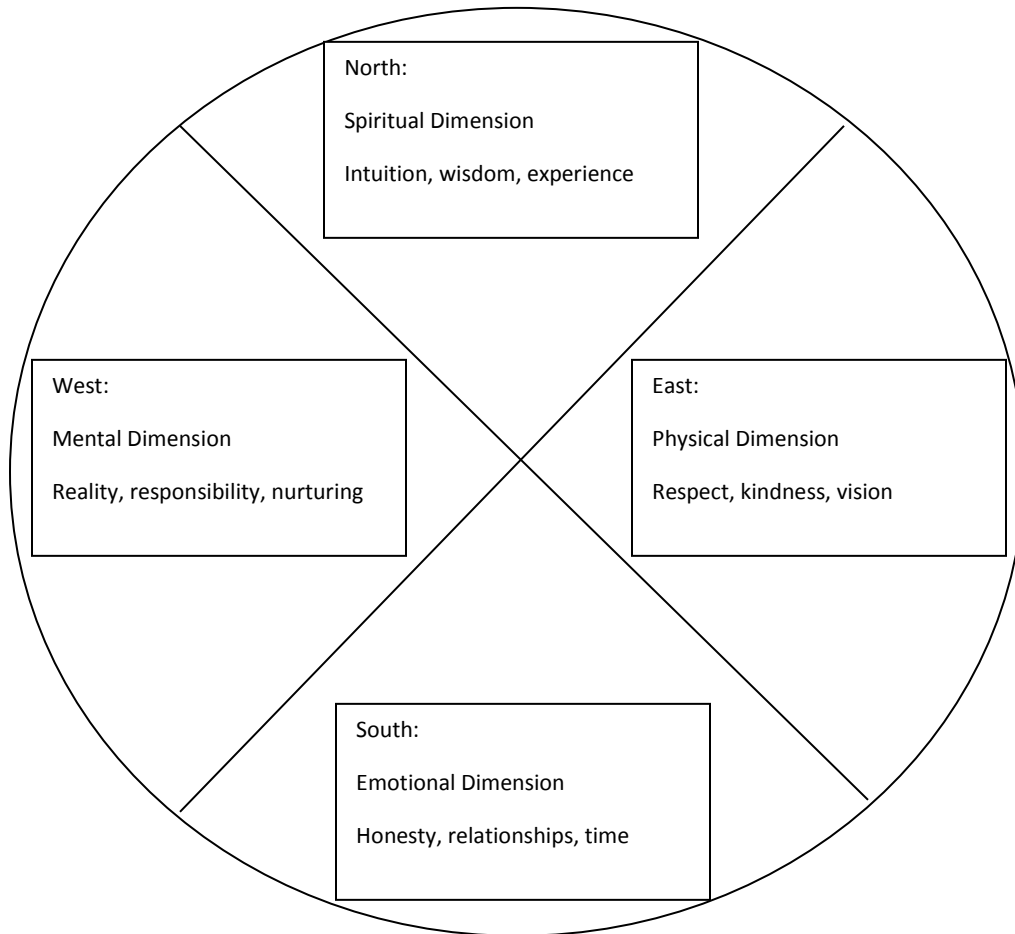 North:
Spiritual Dimension
Intuition, wisdom, experience
West:
Mental Dimension
Reality, responsibility, nurturing
East:
Physical Dimension
Respect, kindness, vision
South:
Emotional Dimension
Honesty, relationships, time